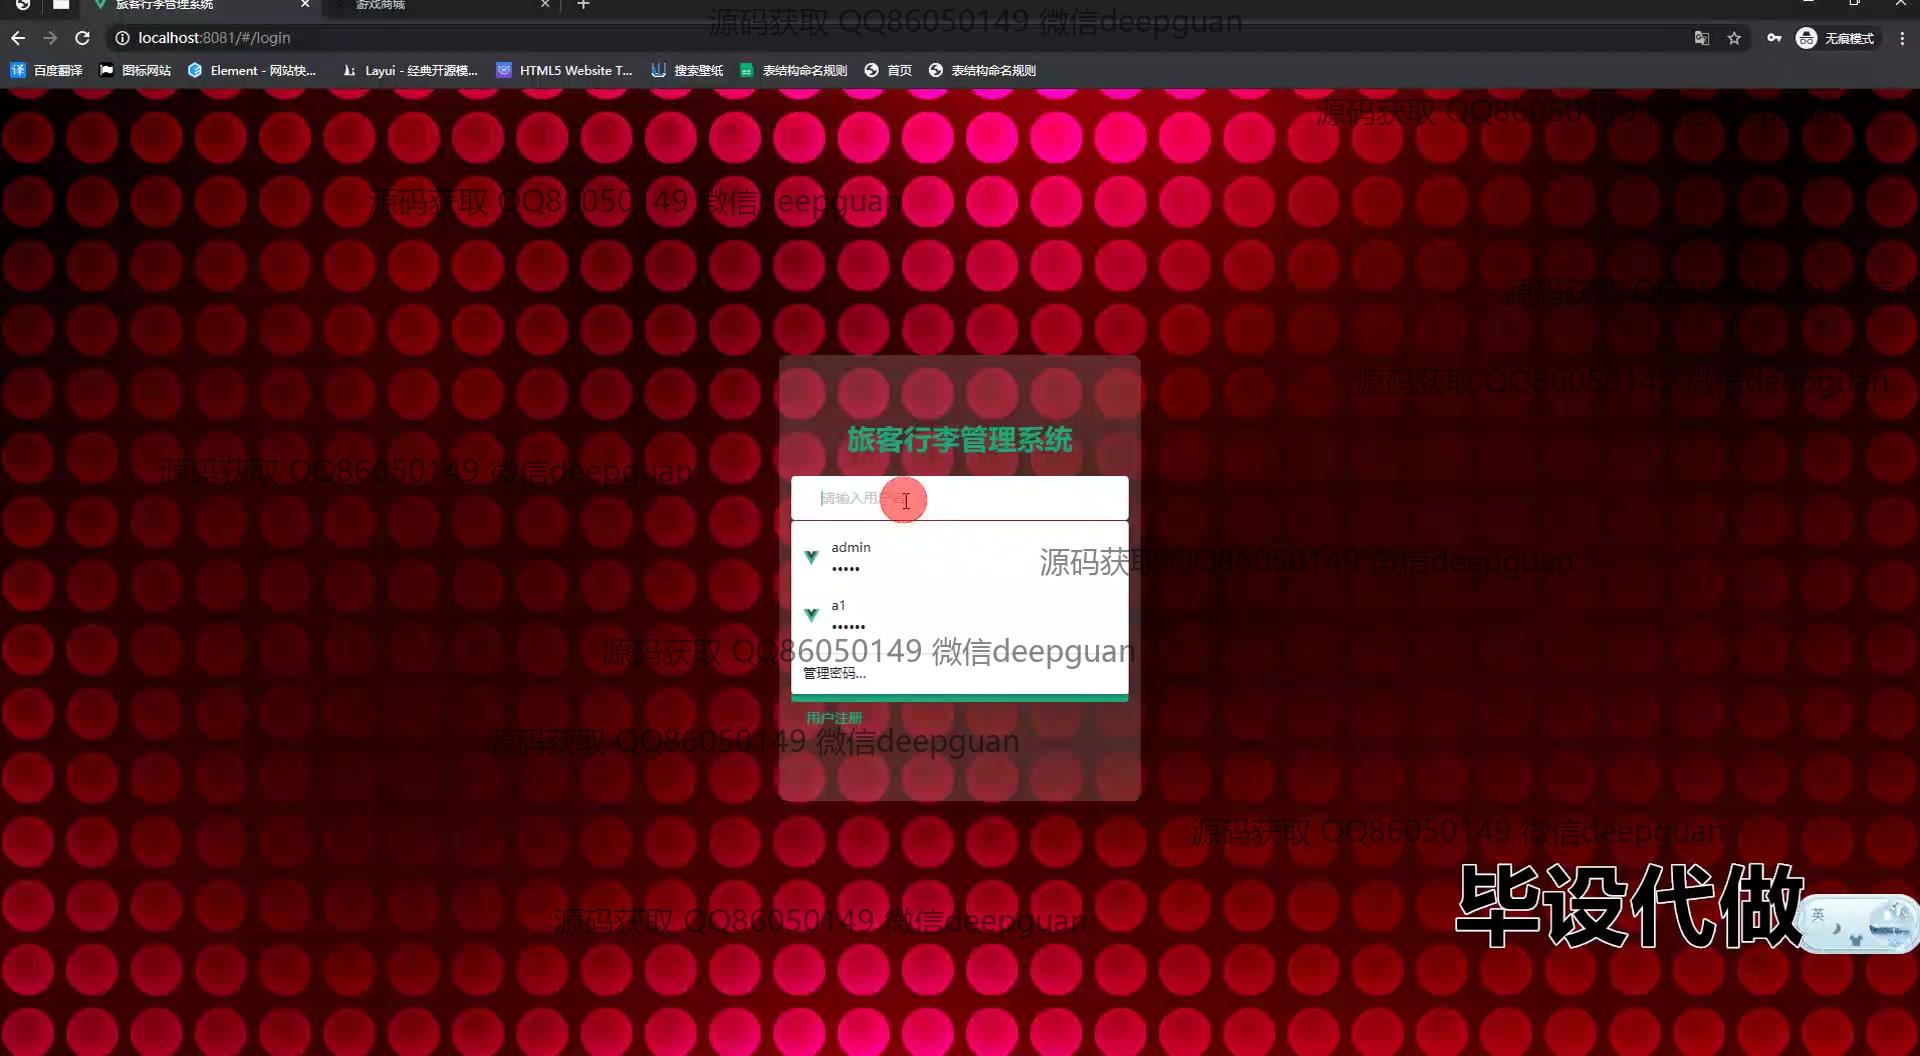 旅客行李管理系统
游戏商城
源码获取 QQ86050149 微信deepguan
localhost:8081/#/login
无痕模式
百度翻译
图标网站
Element - 网站快...
Layui - 经典开源模...
HTML5 Website T...
搜索壁纸
表结构命名规则
首页
表结构命名规则
源码获取 QQ86050149 微信deepguan
源码获取 QQ86050149 微信deepguan
源码获取 QQ86050149 微信d
源码获取 QQ86050149 微信deepguan
旅客行李管理系统
源码获取 QQ86050149 微信deepguan
请输入用户名
admin
•••••
源码获取 QQ86050149 微信deepguan
a1
••••••
源码获取 QQ86050149 微信deepguan
管理密码...
用户注册
源码获取 QQ86050149 微信deepguan
源码获取 QQ86050149 微信deepguan
毕设代做
英
源码获取 QQ86050149 微信deepguan